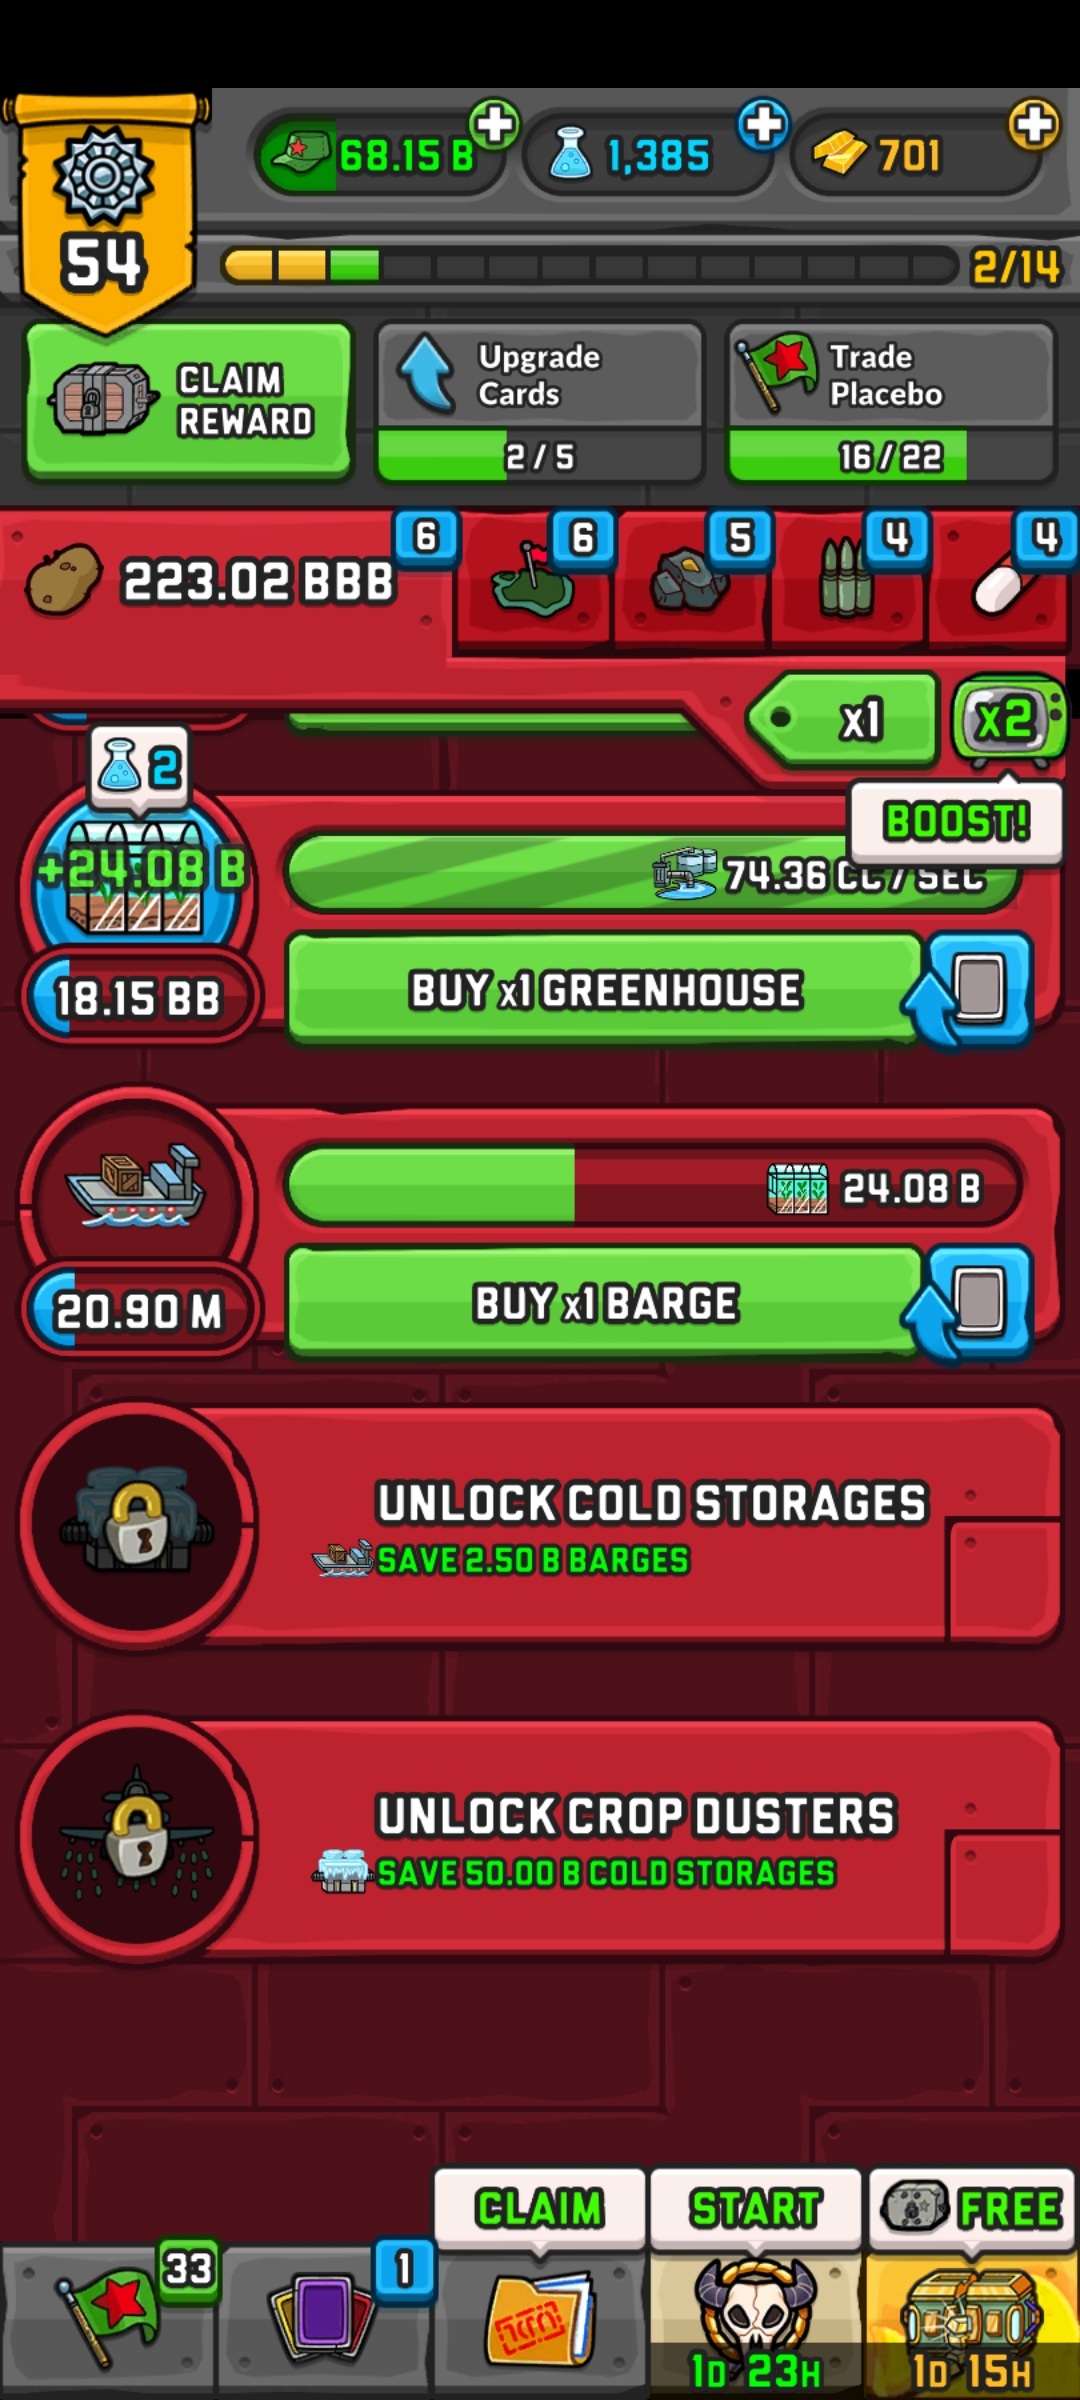 54
68.15 B
1,385
701
2/14
CLAIM
REWARD
Upgrade
Cards
2 / 5
Trade
Placebo
16 / 22
223.02 BBB
6
6
5
4
4
x1
x2
BOOST!
2
+24.08 B
74.36 CC / SEC
18.15 BB
BUY x1 GREENHOUSE
24.08 B
20.90 M
BUY x1 BARGE
UNLOCK COLD STORAGES
SAVE 2.50 B BARGES
UNLOCK CROP DUSTERS
SAVE 50.00 B COLD STORAGES
CLAIM
START
FREE
33
1
1D 23H
1D 15H